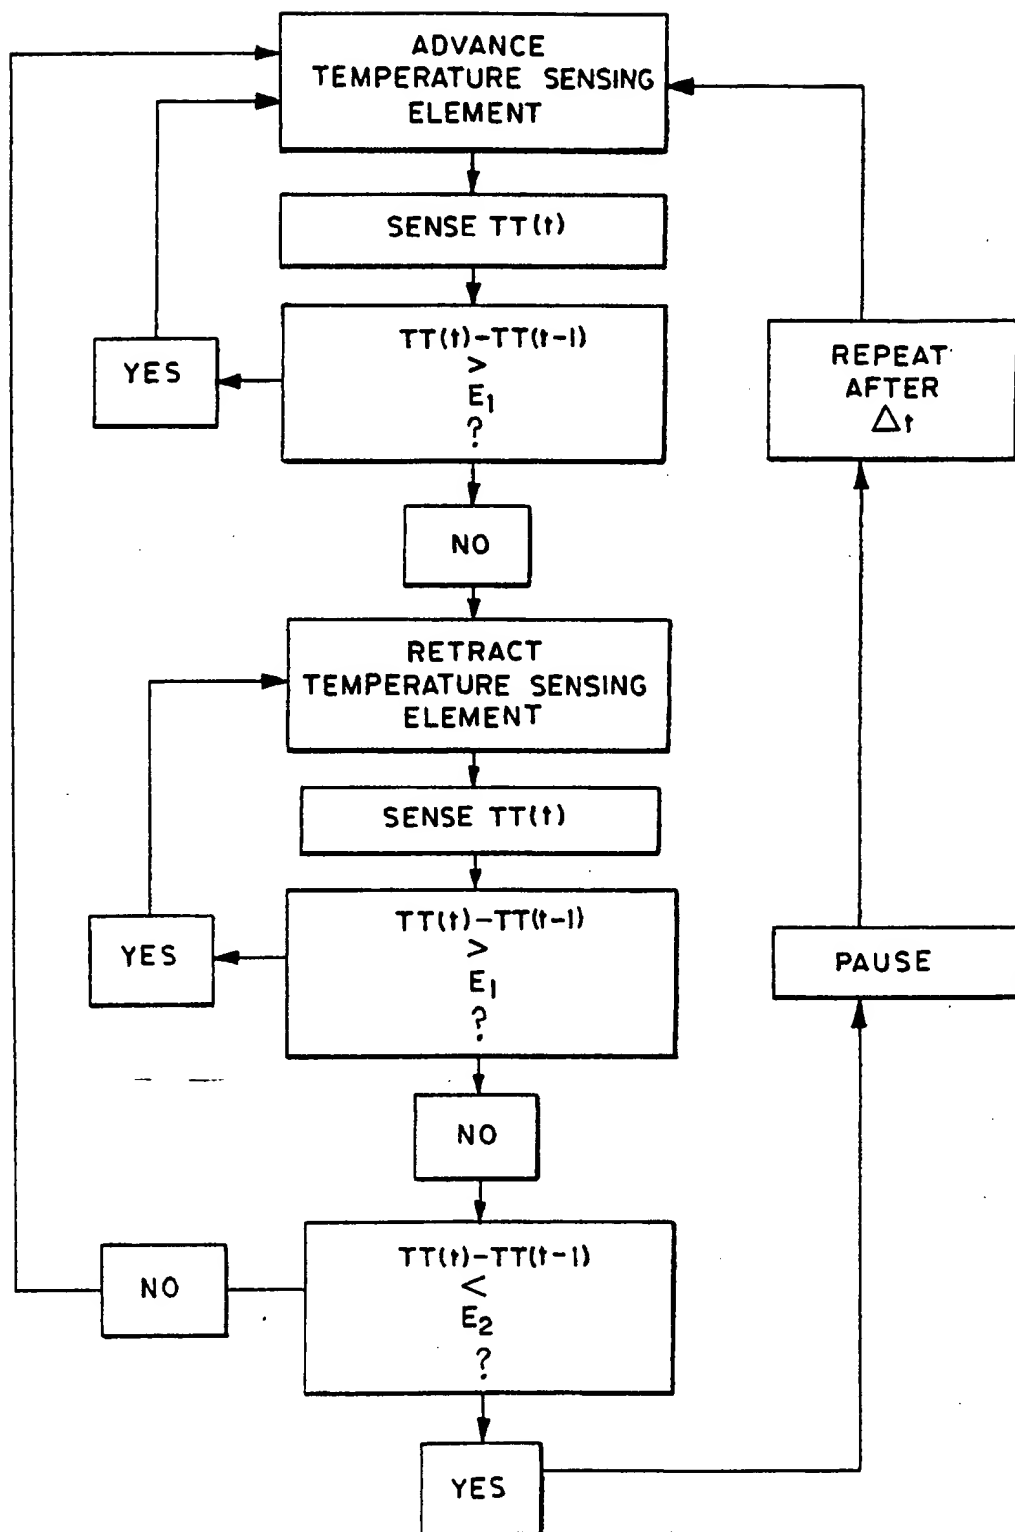 ADVANCE
TEMPERATURE SENSING
ELEMENT
SENSE TT(t)
TT(t)-TT(t-1)
>
E1
?
YES
NO
REPEAT
AFTER
Δt
RETRACT
TEMPERATURE SENSING
ELEMENT
SENSE TT(t)
TT(t)-TT(t-1)
>
E1
?
YES
NO
PAUSE
TT(t)-TT(t-1)
<
E2
?
NO
YES